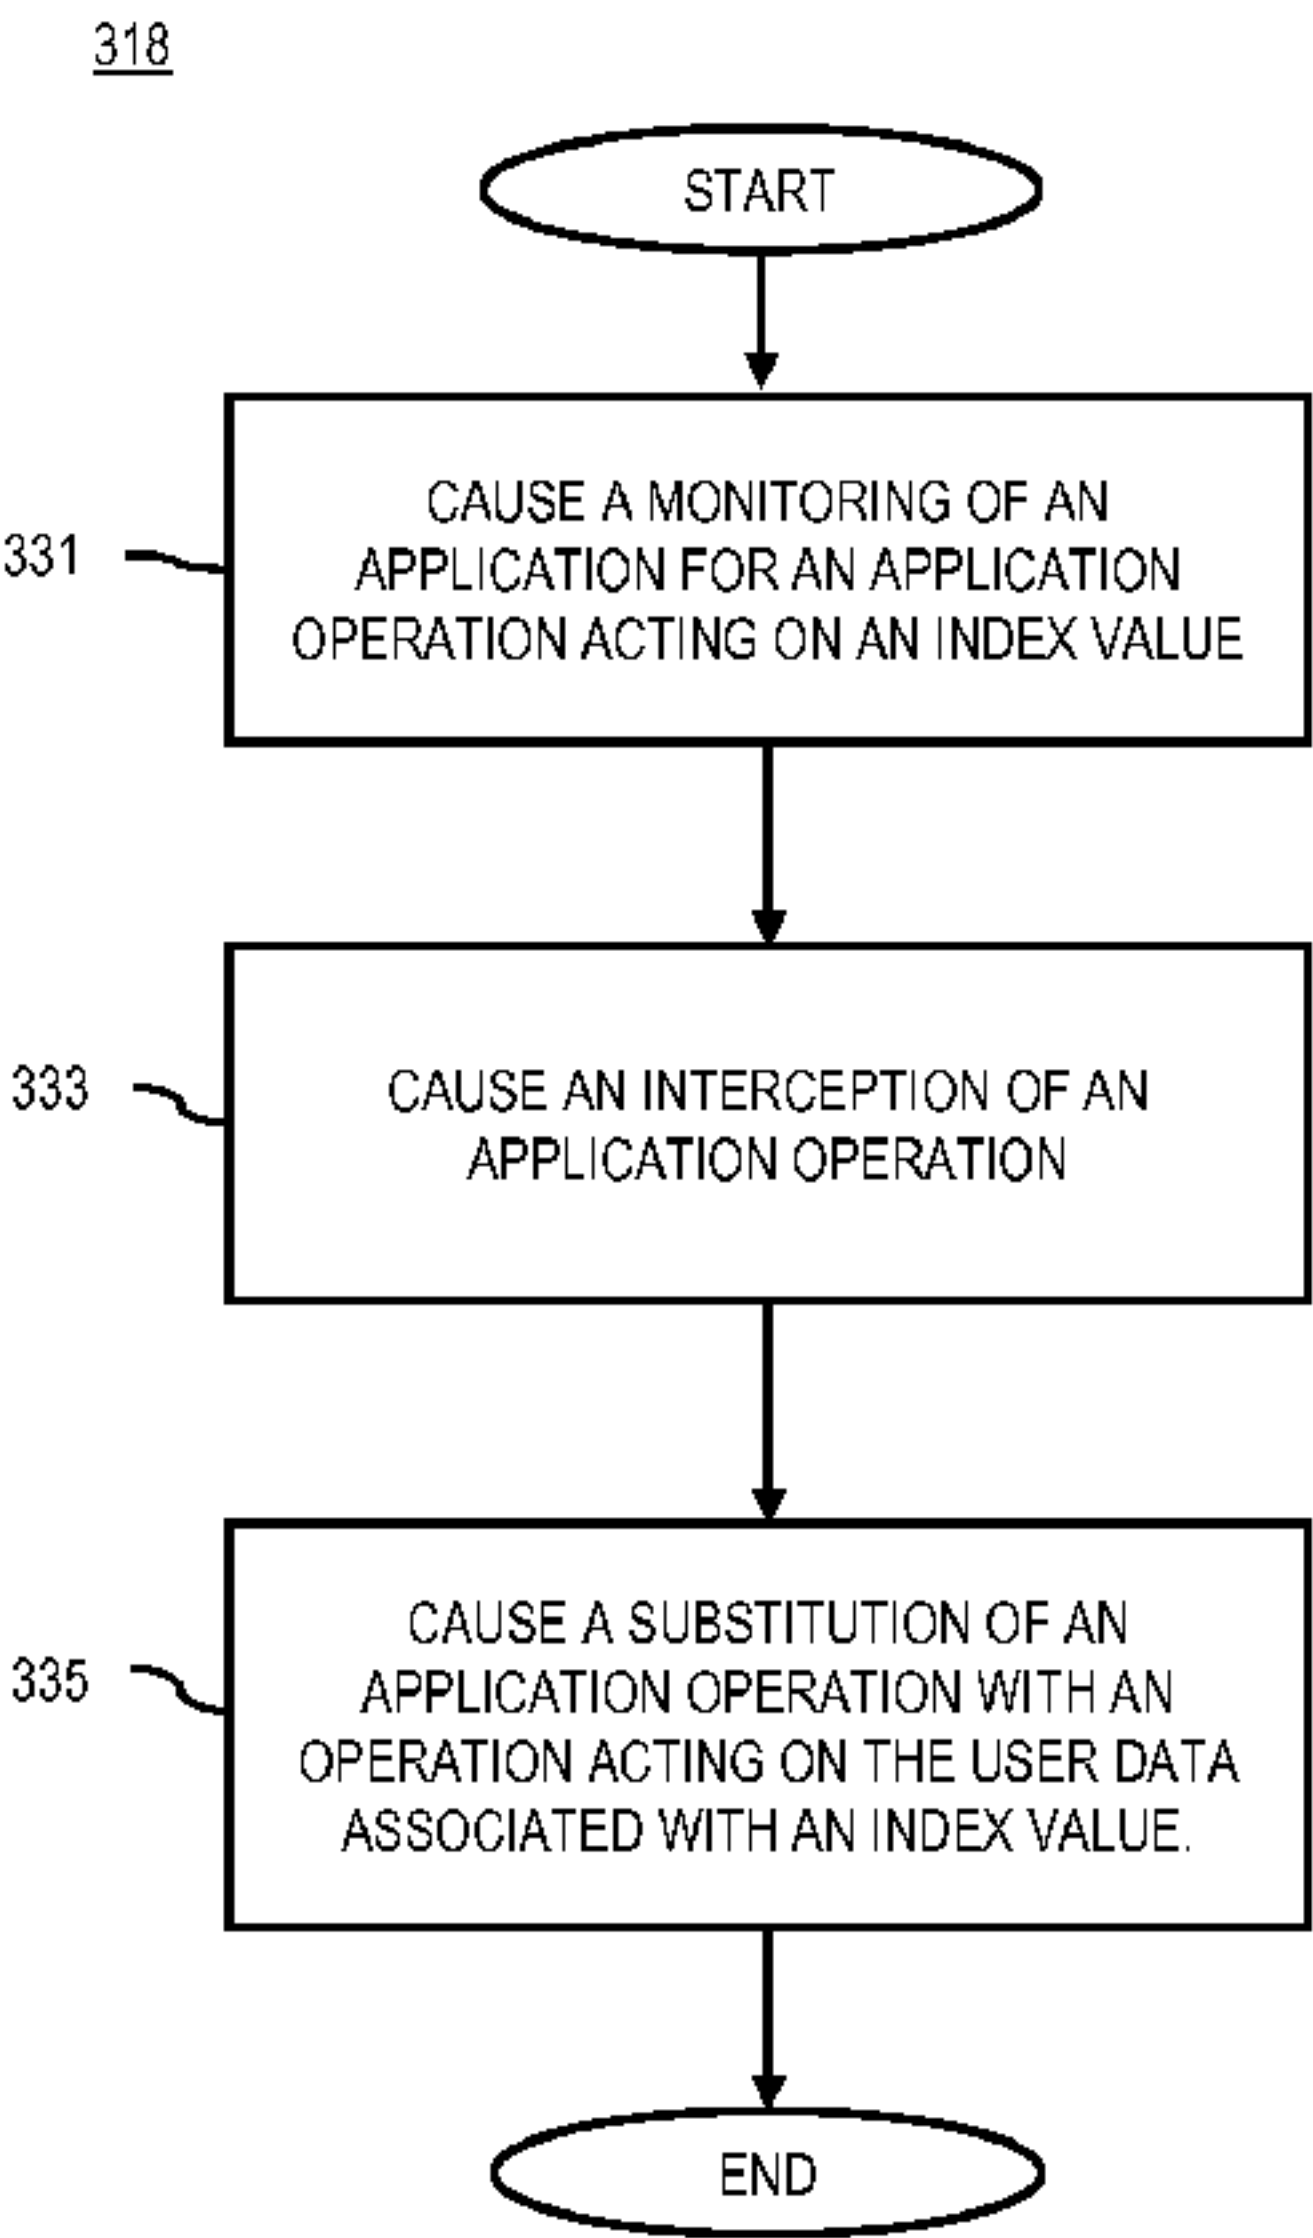 318
START
CAUSE A MONITORING OF AN
APPLICATION FOR AN APPLICATION
OPERATION ACTING ON AN INDEX VALUE
331
CAUSE AN INTERCEPTION OF AN
APPLICATION OPERATION
333
CAUSE A SUBSTITUTION OF AN
APPLICATION OPERATION WITH AN
OPERATION ACTING ON THE USER DATA
ASSOCIATED WITH AN INDEX VALUE.
335
END